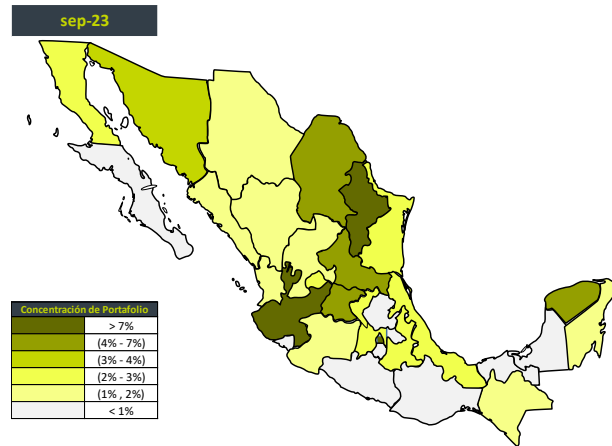 sep-23
Concentración de Portafolio
> 7%
(4% - 7%)
(3% - 4%)
(2% - 3%)
(1% , 2%)
< 1%